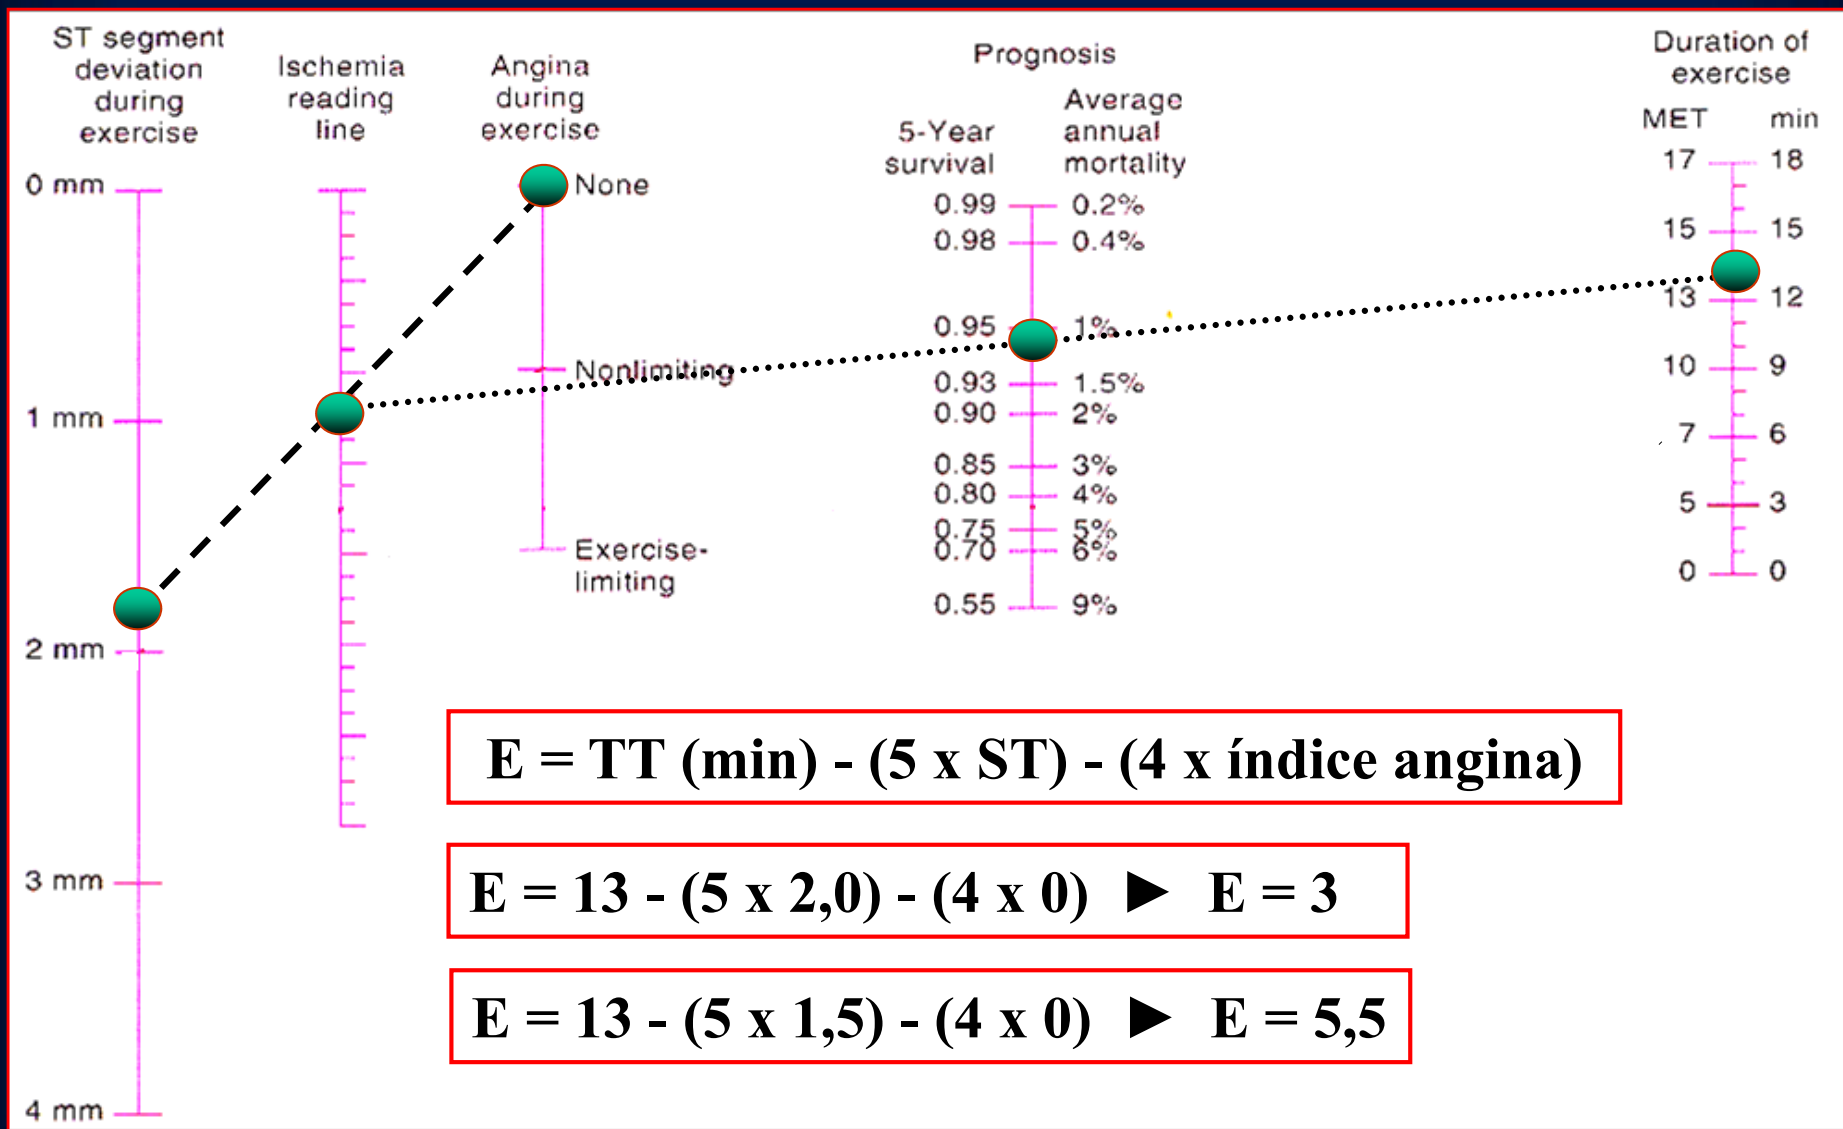 ST segment
deviation
during
exercise
Ischemia
reading
line
Angina
during
exercise
Prognosis
5-Year
survival
Average
annual
mortality
Duration of
exercise
MET min
0 mm
1 mm
2 mm
3 mm
4 mm
None
Nonlimiting
Exercise-
limiting
0.99 0.2%
0.98 0.4%
0.95 1%
0.93 1.5%
0.90 2%
0.85 3%
0.80 4%
0.75 5%
0.70 6%
0.55 9%
17 18
15 15
13 12
10 9
7 6
5 3
0 0
E = TT (min) - (5 x ST) - (4 x índice angina)
E = 13 - (5 x 2,0) - (4 x 0) ► E = 3
E = 13 - (5 x 1,5) - (4 x 0) ► E = 5,5